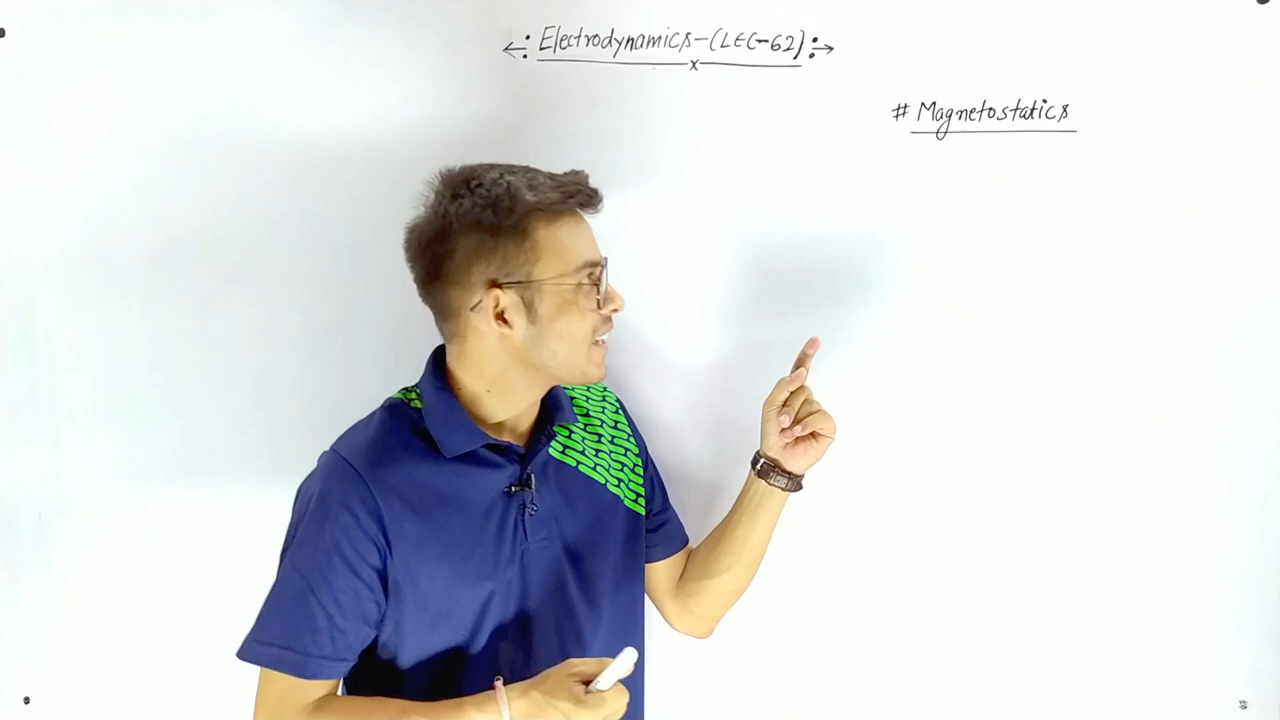 ←: Electrodynamics-(LEC-62) :→
x
# Magnetostatics